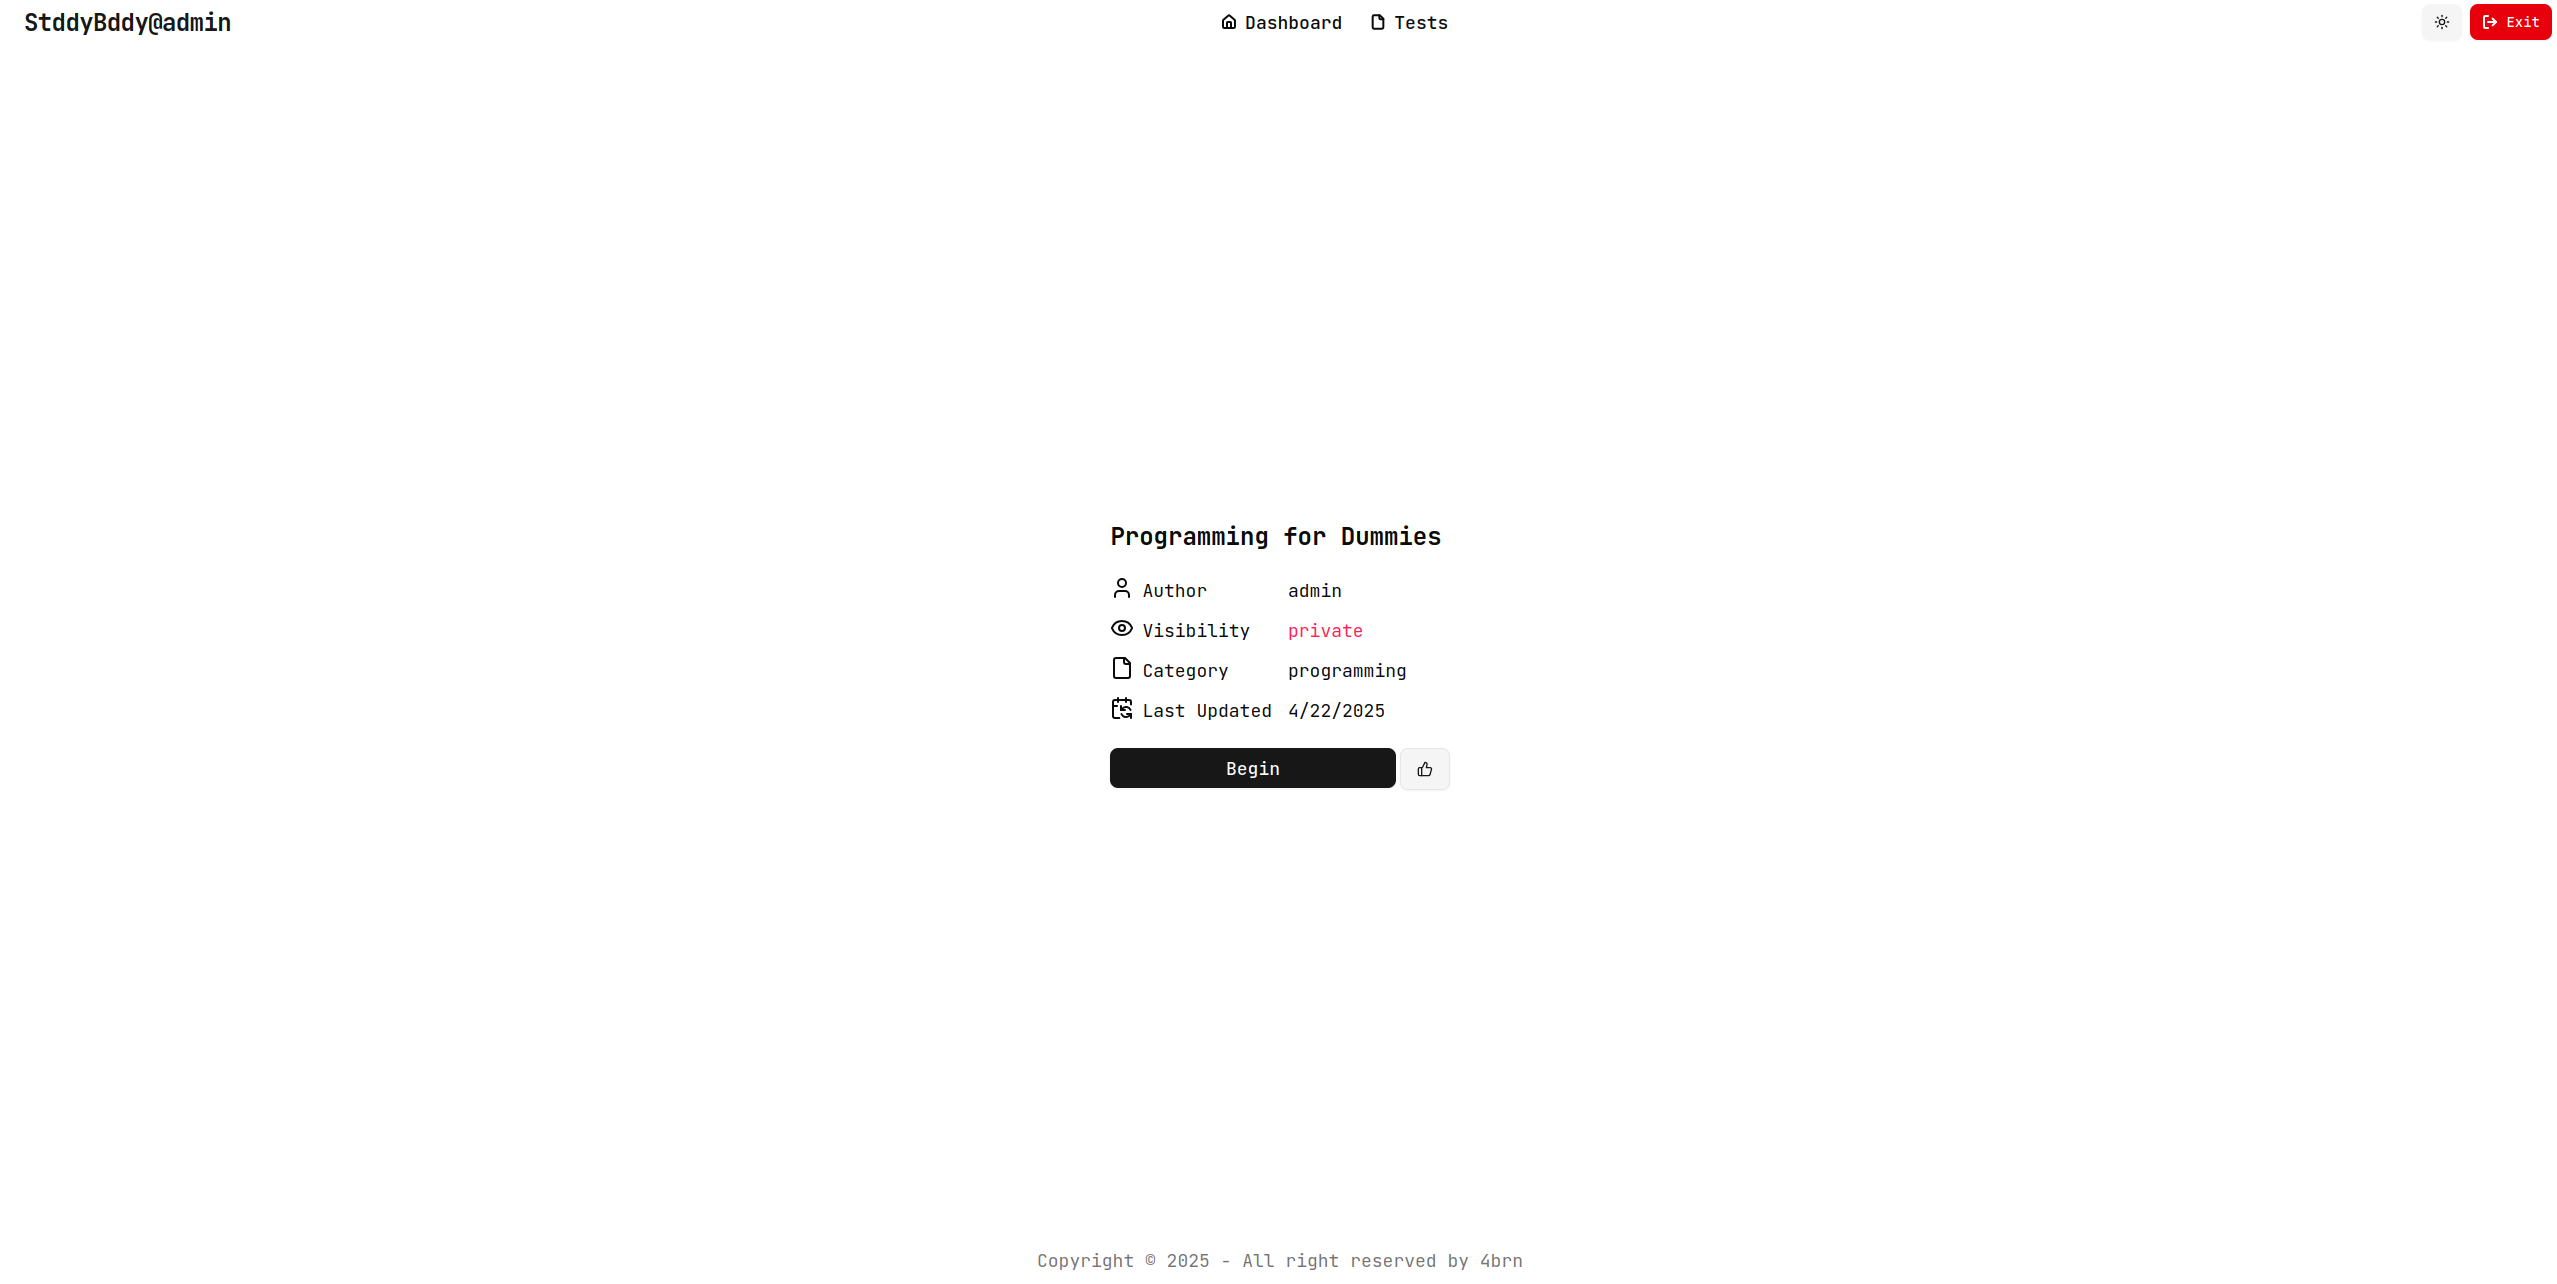 StddyBddy@admin
Dashboard Tests
Exit
Programming for Dummies
Author admin
Visibility private
Category programming
Last Updated 4/22/2025
Begin
Copyright © 2025 - All right reserved by 4brn